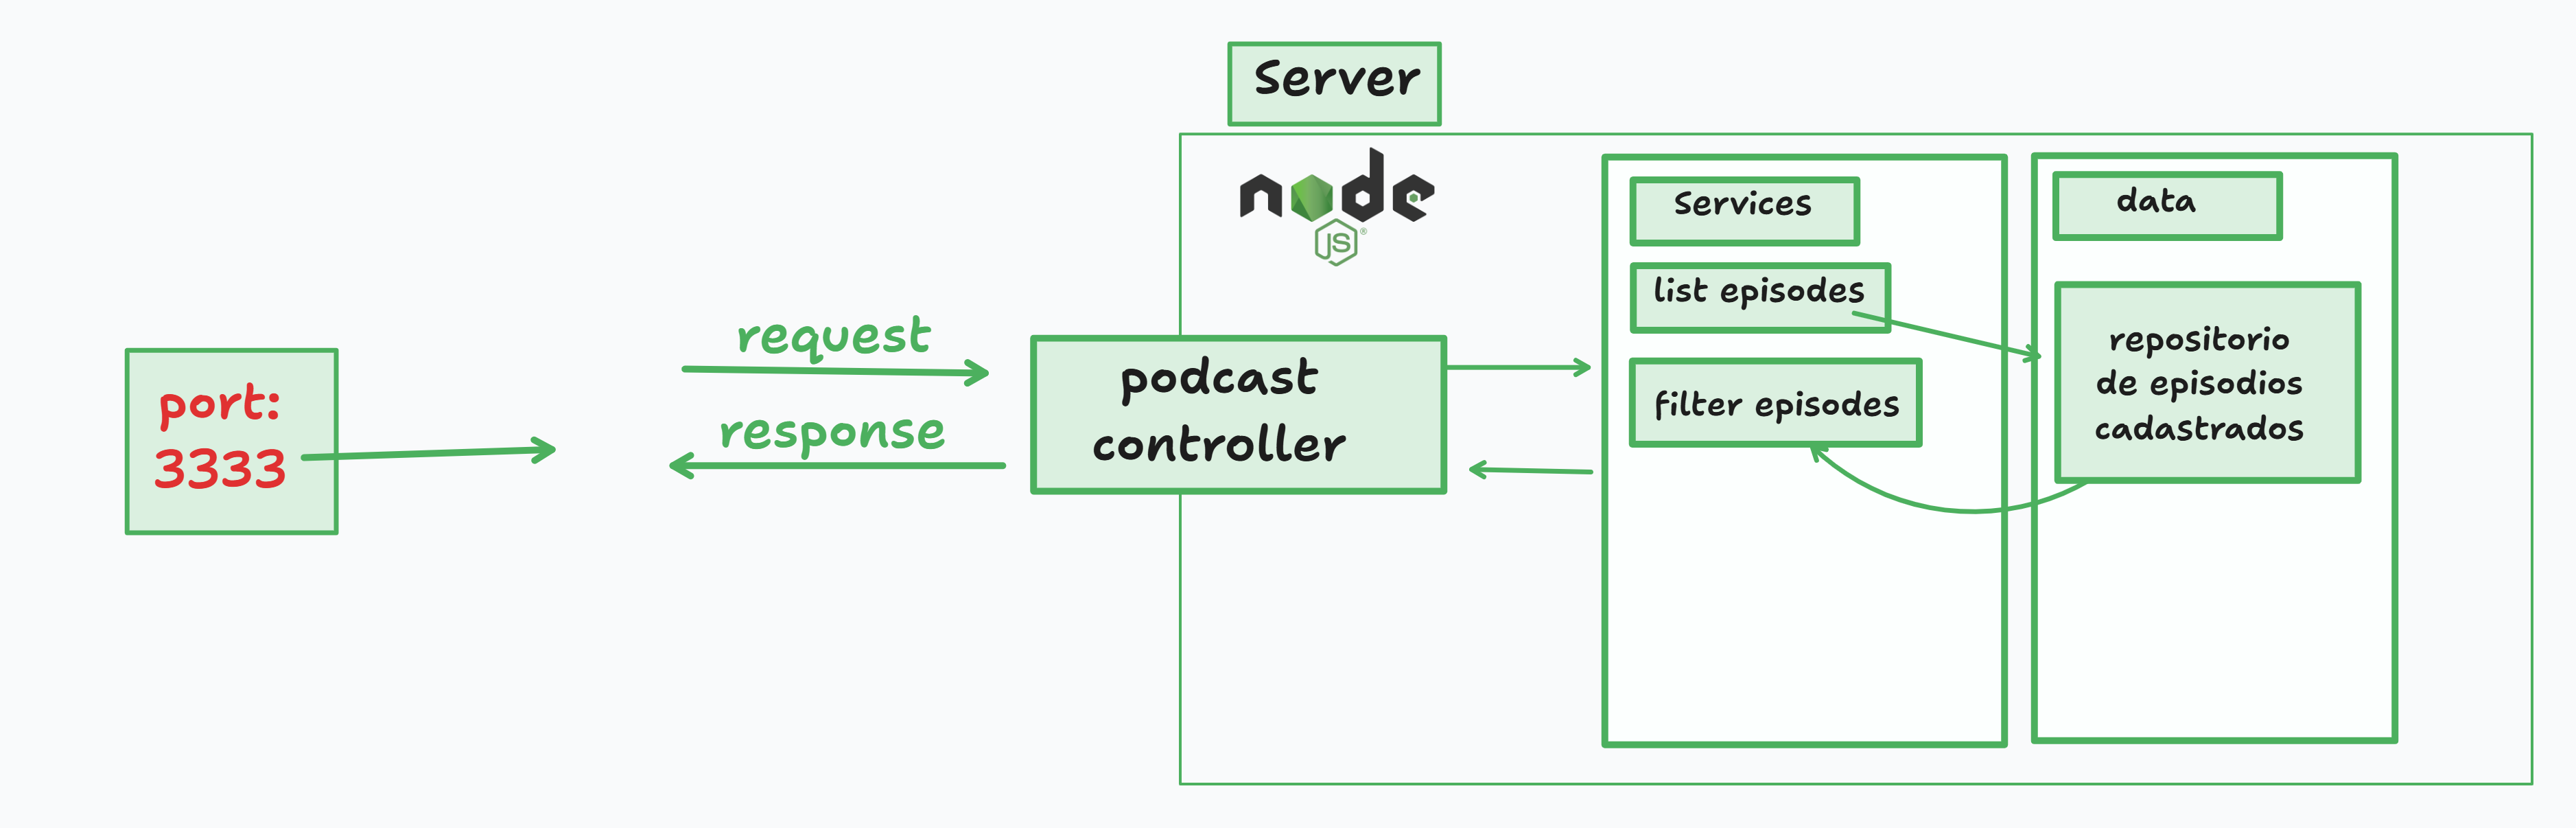 Server
node
JS®
Services
data
list episodes
request
podcast
controller
repositorio
de episodios
cadastrados
port:
3333
response
filter episodes